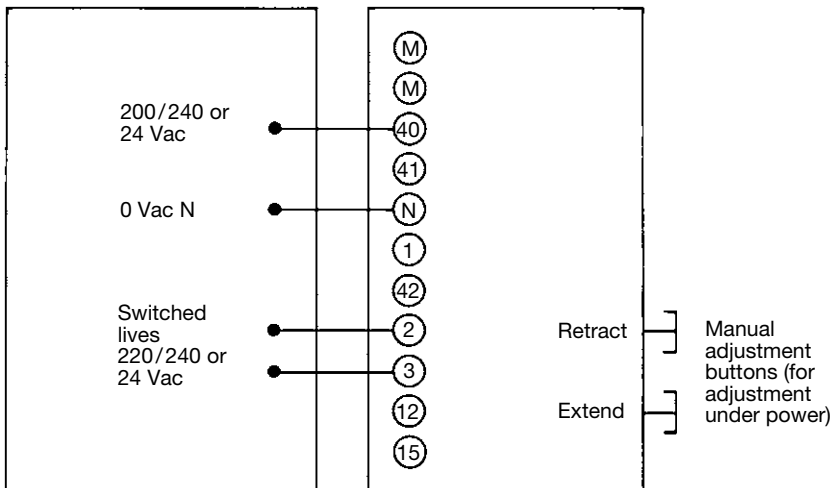 M
M
200/240 or
24 Vac
40
41
0 Vac N
N
1
42
Switched
lives
220/240 or
24 Vac
2
3
12
15
Retract
Extend
Manual
adjustment
buttons (for
adjustment
under power)